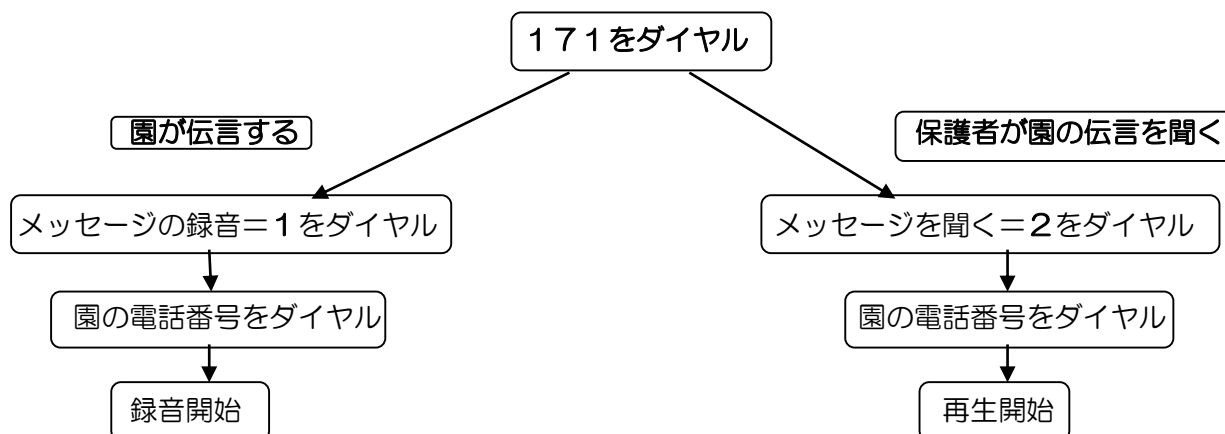 １７１をダイヤル
園が伝言する
保護者が園の伝言を聞く
メッセージの録音＝１をダイヤル
メッセージを聞く＝２をダイヤル
園の電話番号をダイヤル
園の電話番号をダイヤル
録音開始
再生開始